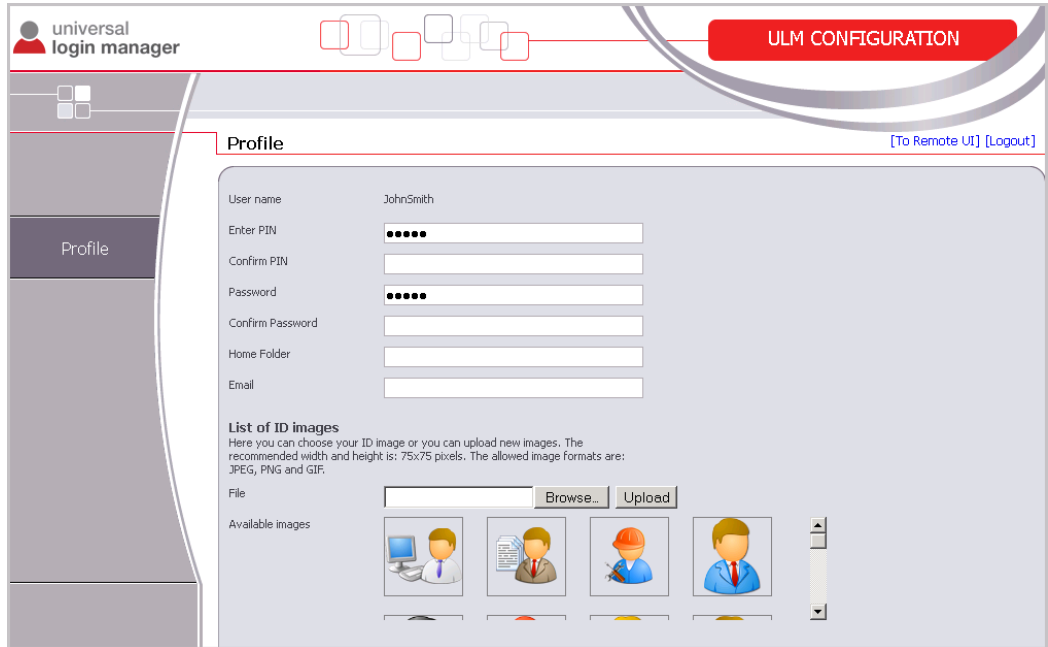 universal
login manager
ULM CONFIGURATION
Profile
[To Remote UI] [Logout]
Profile
User name JohnSmith
Enter PIN ●●●●●
Confirm PIN
Password ●●●●●
Confirm Password
Home Folder
Email
List of ID images
Here you can choose your ID image or you can upload new images. The
recommended width and height is: 75x75 pixels. The allowed image formats are:
JPEG, PNG and GIF.
File Browse... Upload
Available images